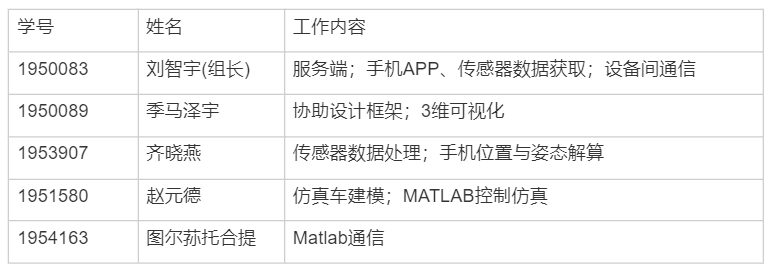 学号 姓名 工作内容
1950083 刘智宇(组长) 服务端；手机APP、传感器数据获取；设备间通信
1950089 季马泽宇 协助设计框架；3维可视化
1953907 齐晓燕 传感器数据处理；手机位置与姿态解算
1951580 赵元德 仿真车建模；MATLAB控制仿真
1954163 图尔荪托合提 Matlab通信